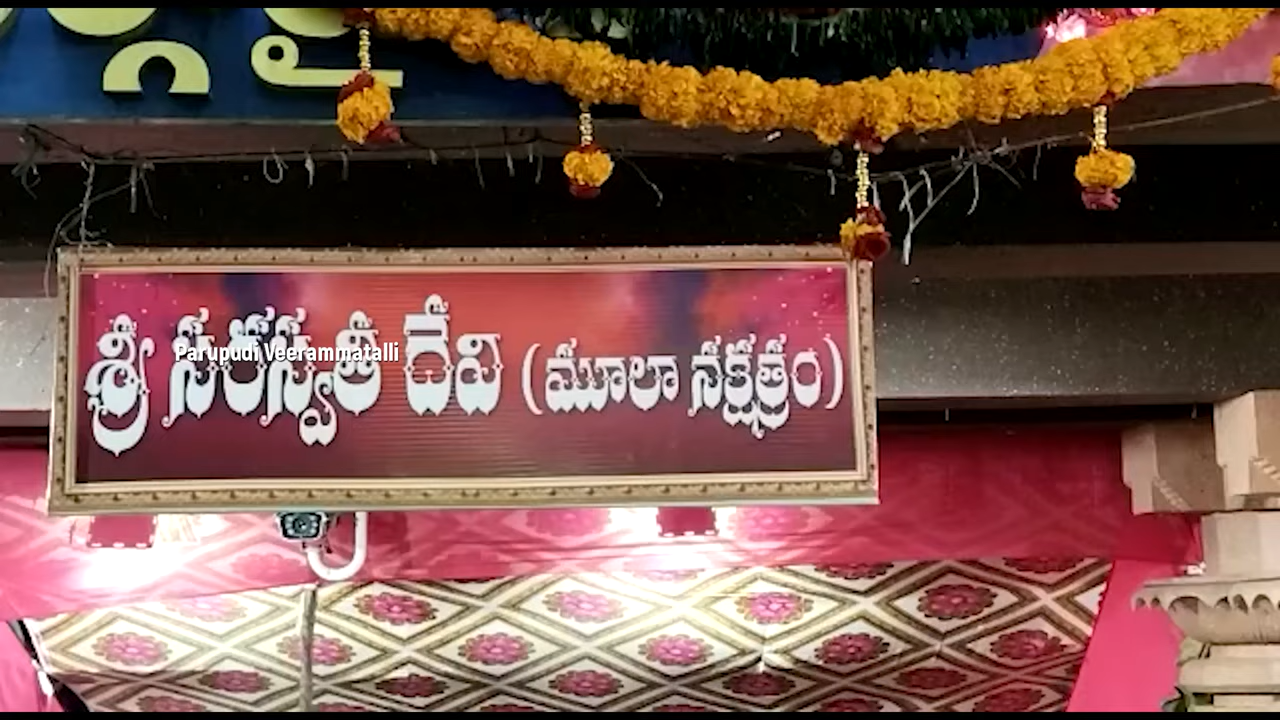 శ్రీ సరస్వతీ దేవి (మూలా నక్షత్రం)
Parupudi Veerammatalli